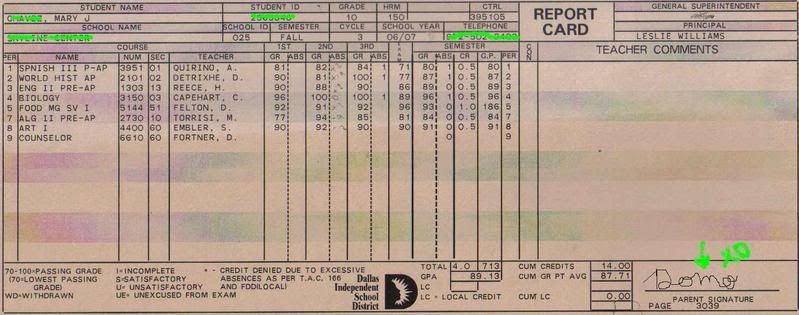 STUDENT NAME STUDENT ID GRADE HRM CTRL REPORT CARD GENERAL SUPERINTENDENT
MARY J 10 1501 395105
SCHOOL NAME SCHOOL ID SEMESTER CYCLE SCHOOL YEAR TELEPHONE PRINCIPAL
SKYLINE CENTER 025 FALL 3 06/07 LESLIE WILLIAMS
COURSE 1ST 2ND 3RD EXAM SEMESTER CON TEACHER COMMENTS
PER NAME NUM SEC TEACHER GR ABS GR ABS GR ABS GR ABS CR G.P. PER
1 SPNISH III P-AP 3951 01 QUIRINO, A. 81 82 84 1 71 80 1 0.5 80 1
2 WORLD HIST AP 2101 02 DETRIXHE, D. 90 81 100 1 77 87 1 0.5 87 2
3 ENG II PRE-AP 1303 13 REECE, H. 90 88 90 86 89 0 0.5 89 3
4 BIOLOGY 3150 03 CAPEHART, C. 96 100 100 1 89 96 1 0.5 96 4
5 FOOD MG SV I 5144 51 FELTON, D. 92 91 92 96 93 0 1.0 186 5
7 ALG II PRE-AP 2730 10 TORRISI, M. 77 94 85 81 84 0 0.5 84 7
8 ART I 4400 60 EMBLER, S. 90 92 90 90 91 0 0.5 91 8
9 COUNSELOR 6610 60 FORTNER, D. 0 9
70-100=PASSING GRADE I=INCOMPLETE * - CREDIT DENIED DUE TO EXCESSIVE
(70=LOWEST PASSING GRADE) S=SATISFACTORY ABSENCES AS PER T.A.C. 166
U= UNSATISFACTORY AND FDD(LOCAL)
WD=WITHDRAWN UE= UNEXCUSED FROM EXAM
Dallas
Independent
School
District
TOTAL 4.0 713 CUM CREDITS 14.00
GPA 89.13 CUM GR PT AVG 87.71
LC
LC = LOCAL CREDIT CUM LC 0.00
XO
PARENT SIGNATURE
PAGE 3039